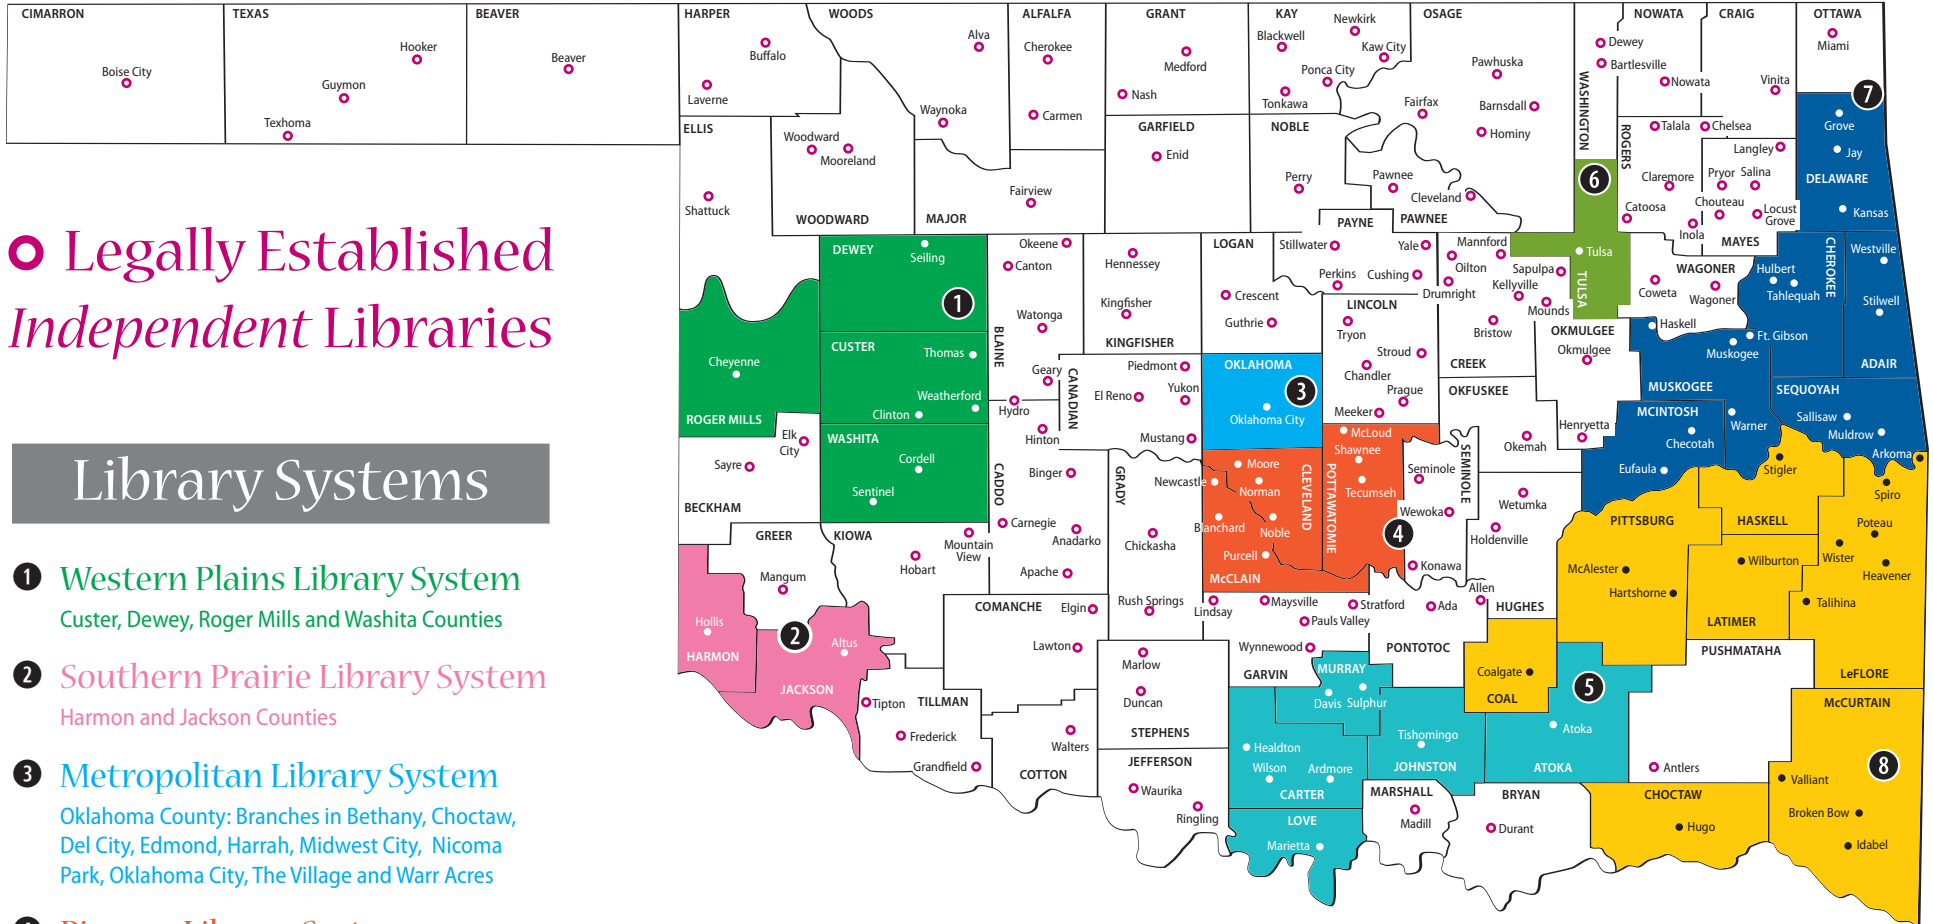 CIMARRON
Boise City
TEXAS
Hooker
Guymon
Texhoma
BEAVER
Beaver
HARPER
Buffalo
Laverne
WOODS
Alva
Waynoka
ALFALFA
Cherokee
Carmen
GRANT
Medford
Nash
KAY
Newkirk
Blackwell
Kaw City
Ponca City
Tonkawa
OSAGE
Pawhuska
Fairfax
Barnsdall
Hominy
WASHINGTON
Dewey
Bartlesville
NOWATA
Nowata
CRAIG
Vinita
OTTAWA
Miami
7
Grove
Jay
DELAWARE
Kansas
ELLIS
Shattuck
Woodward
Mooreland
WOODWARD
MAJOR
Fairview
GARFIELD
Enid
NOBLE
Perry
Pawnee
Cleveland
PAWNEE
PAYNE
Stillwater
Yale
Perkins
Cushing
ROGERS
Talala
Chelsea
Claremore
Catoosa
Inola
Langley
Pryor
Salina
Chouteau
Locust
Grove
MAYES
6
Tulsa
TULSA
Legally Established
Independent Libraries
DEWEY
Seiling
1
CUSTER
Thomas
Weatherford
Clinton
WASHITA
Cordell
Sentinel
Cheyenne
ROGER MILLS
Okeene
Canton
Watonga
BLAINE
Geary
Hydro
Hennessey
Kingfisher
KINGFISHER
LOGAN
Crescent
Guthrie
LINCOLN
Tryon
Stroud
Chandler
Prague
Meeker
Mannford
Oilton
Sapulpa
Drumright
Kellyville
Mounds
Bristow
CREEK
WAGONER
Coweta
Wagoner
CHEROKEE
Hulbert
Tahlequah
Westville
Stilwell
ADAIR
OKMULGEE
Okmulgee
Henryetta
Haskell
Ft. Gibson
Muskogee
MUSKOGEE
Warner
SEQUOYAH
Sallisaw
Muldrow
Arkoma
MCINTOSH
Checotah
Eufaula
CANADIAN
Piedmont
El Reno
Yukon
Mustang
OKLAHOMA
3
Oklahoma City
OKFUSKEE
Okemah
Elk
City
Sayre
BECKHAM
Hinton
Binger
CADDO
Carnegie
Anadarko
Apache
GRADY
Chickasha
Rush Springs
Moore
Newcastle
Norman
CLEVELAND
Blanchard
Noble
Purcell
McCLAIN
McLoud
Shawnee
Tecumseh
POTTAWATOMIE
4
SEMINOLE
Seminole
Wewoka
Konawa
Wetumka
Holdenville
HUGHES
Allen
GREER
Mangum
KIOWA
Mountain
View
Hobart
Hollis
HARMON
2
Altus
JACKSON
Tipton
TILLMAN
Frederick
Grandfield
COMANCHE
Elgin
Lawton
COTTON
Walters
Marlow
Duncan
STEPHENS
JEFFERSON
Waurika
Ringling
Lindsay
Maysville
Pauls Valley
Wynnewood
GARVIN
Stratford
Ada
PONTOTOC
MURRAY
Davis
Sulphur
Healdton
Wilson
Ardmore
CARTER
LOVE
Marietta
Tishomingo
JOHNSTON
MARSHALL
Madill
BRYAN
Durant
Coalgate
COAL
5
Atoka
ATOKA
PITTSBURG
McAlester
Hartshorne
HASKELL
Stigler
Wilburton
LATIMER
Spiro
Poteau
Wister
Heavener
Talihina
LeFLORE
PUSHMATAHA
Antlers
CHOCTAW
Hugo
McCURTAIN
8
Valliant
Broken Bow
Idabel
Library Systems
1 Western Plains Library System
Custer, Dewey, Roger Mills and Washita Counties
2 Southern Prairie Library System
Harmon and Jackson Counties
3 Metropolitan Library System
Oklahoma County: Branches in Bethany, Choctaw,
Del City, Edmond, Harrah, Midwest City, Nicoma
Park, Oklahoma City, The Village and Warr Acres